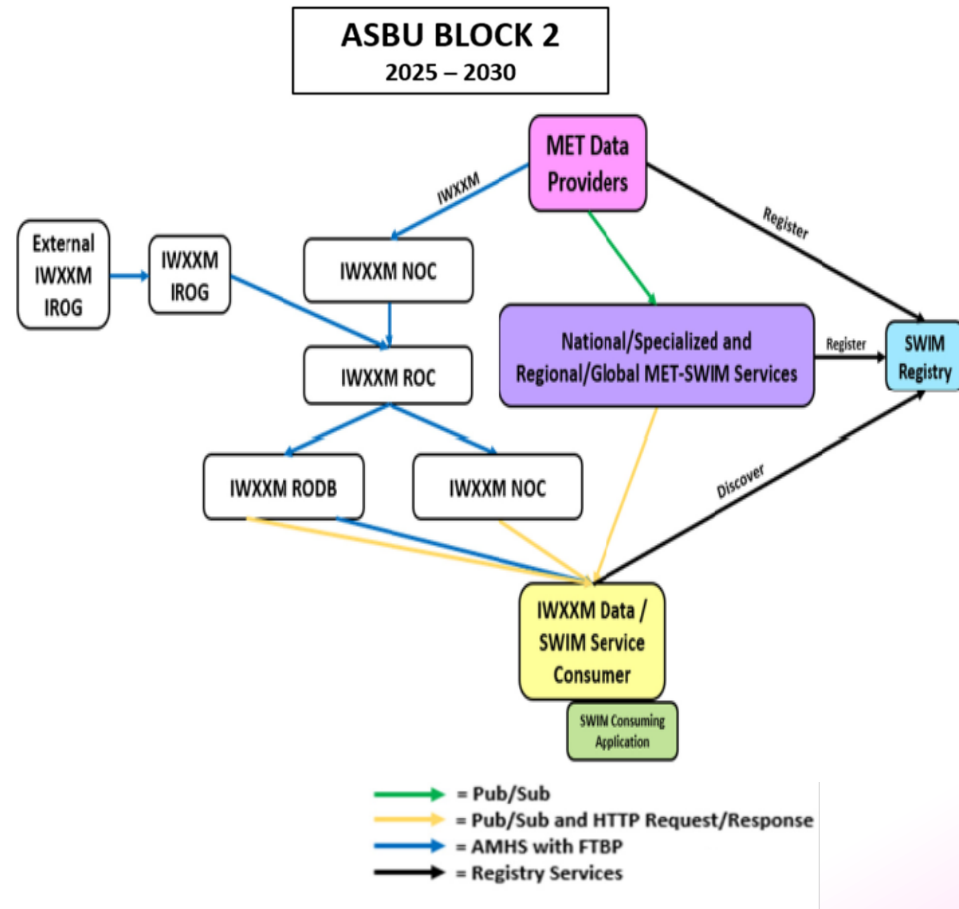 ASBU BLOCK 2
2025 – 2030
MET Data
Providers
IWXXM
Register
External
IWXXM
IROG
IWXXM
IROG
IWXXM NOC
National/Specialized and
Regional/Global MET-SWIM Services
Register
SWIM
Registry
IWXXM ROC
IWXXM RODB
IWXXM NOC
Discover
IWXXM Data /
SWIM Service
Consumer
SWIM Consuming
Application
= Pub/Sub
= Pub/Sub and HTTP Request/Response
= AMHS with FTBP
= Registry Services